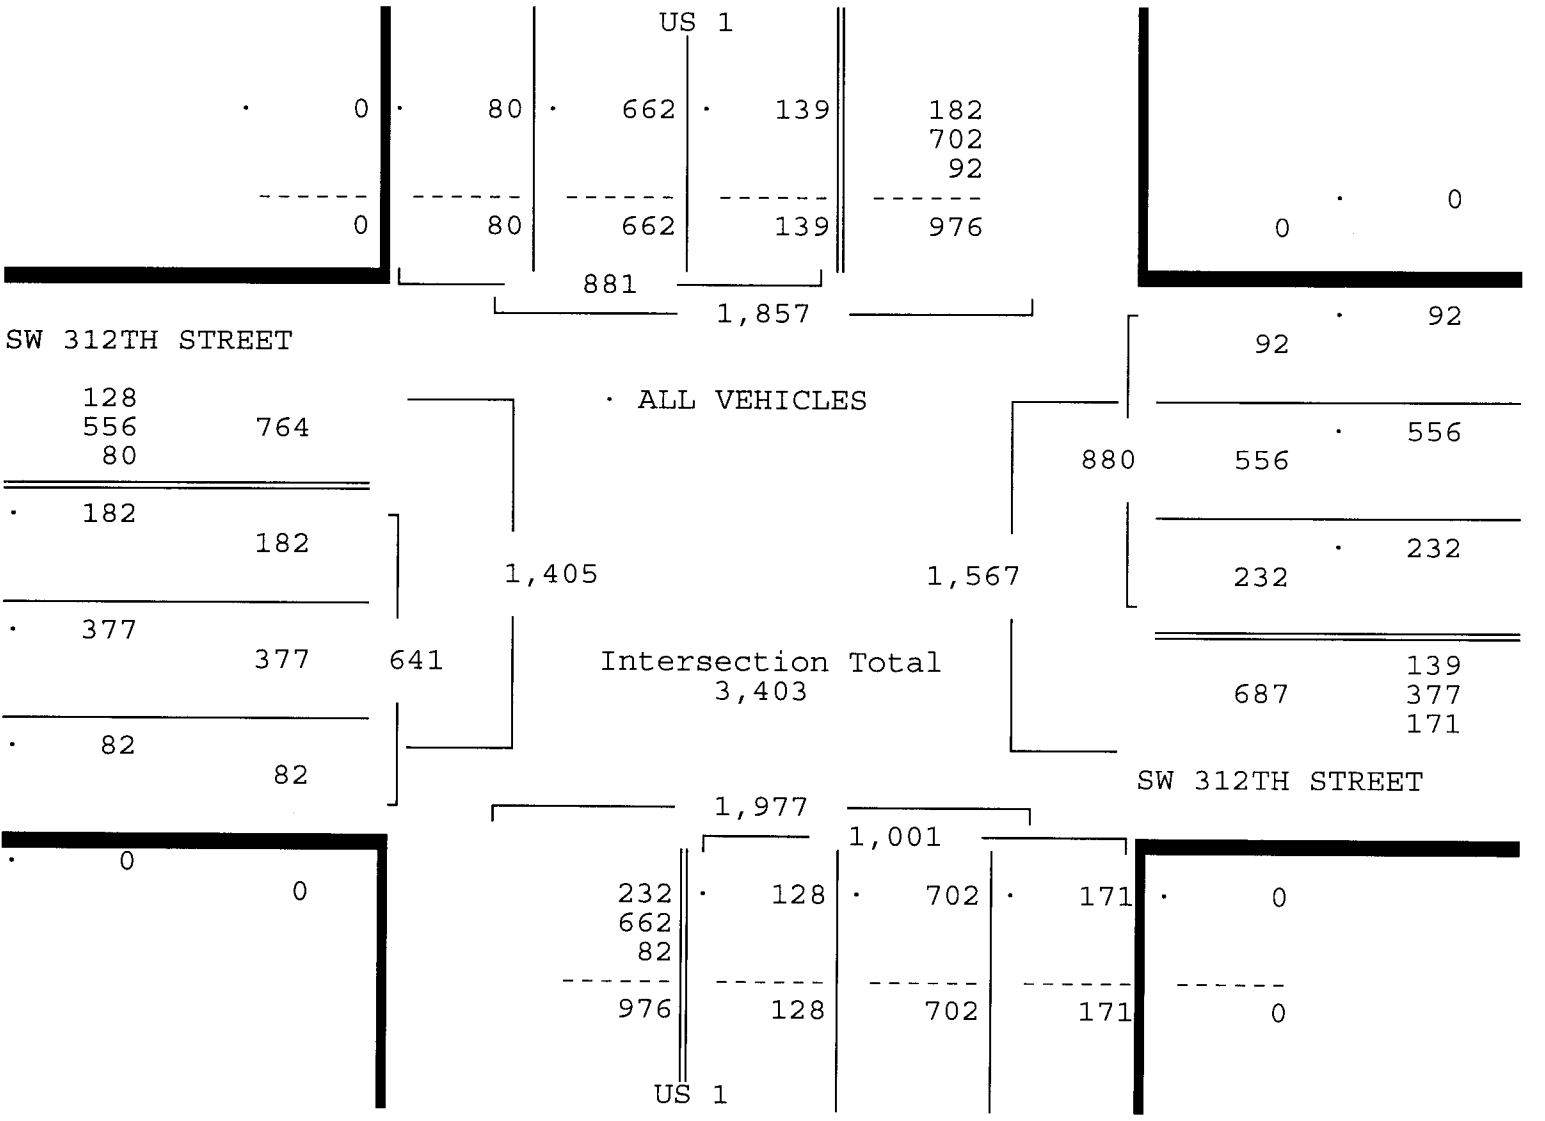 US 1
· 0 · 80 · 662 · 139 182
702
92
------ ------ ------ ------ ------
0 80 662 139 976
· 0
0
881
1,857
SW 312TH STREET
· 92
92
128
556 764
80
· ALL VEHICLES
· 556
880 556
· 182
182
1,405
1,567
· 232
232
· 377
377 641
Intersection Total
3,403
139
687 377
171
· 82
82
SW 312TH STREET
1,977
1,001
· 0
0
232 · 128 · 702 · 171 · 0
662
82
------ ------ ------ ------ ------
976 128 702 171 0
US 1